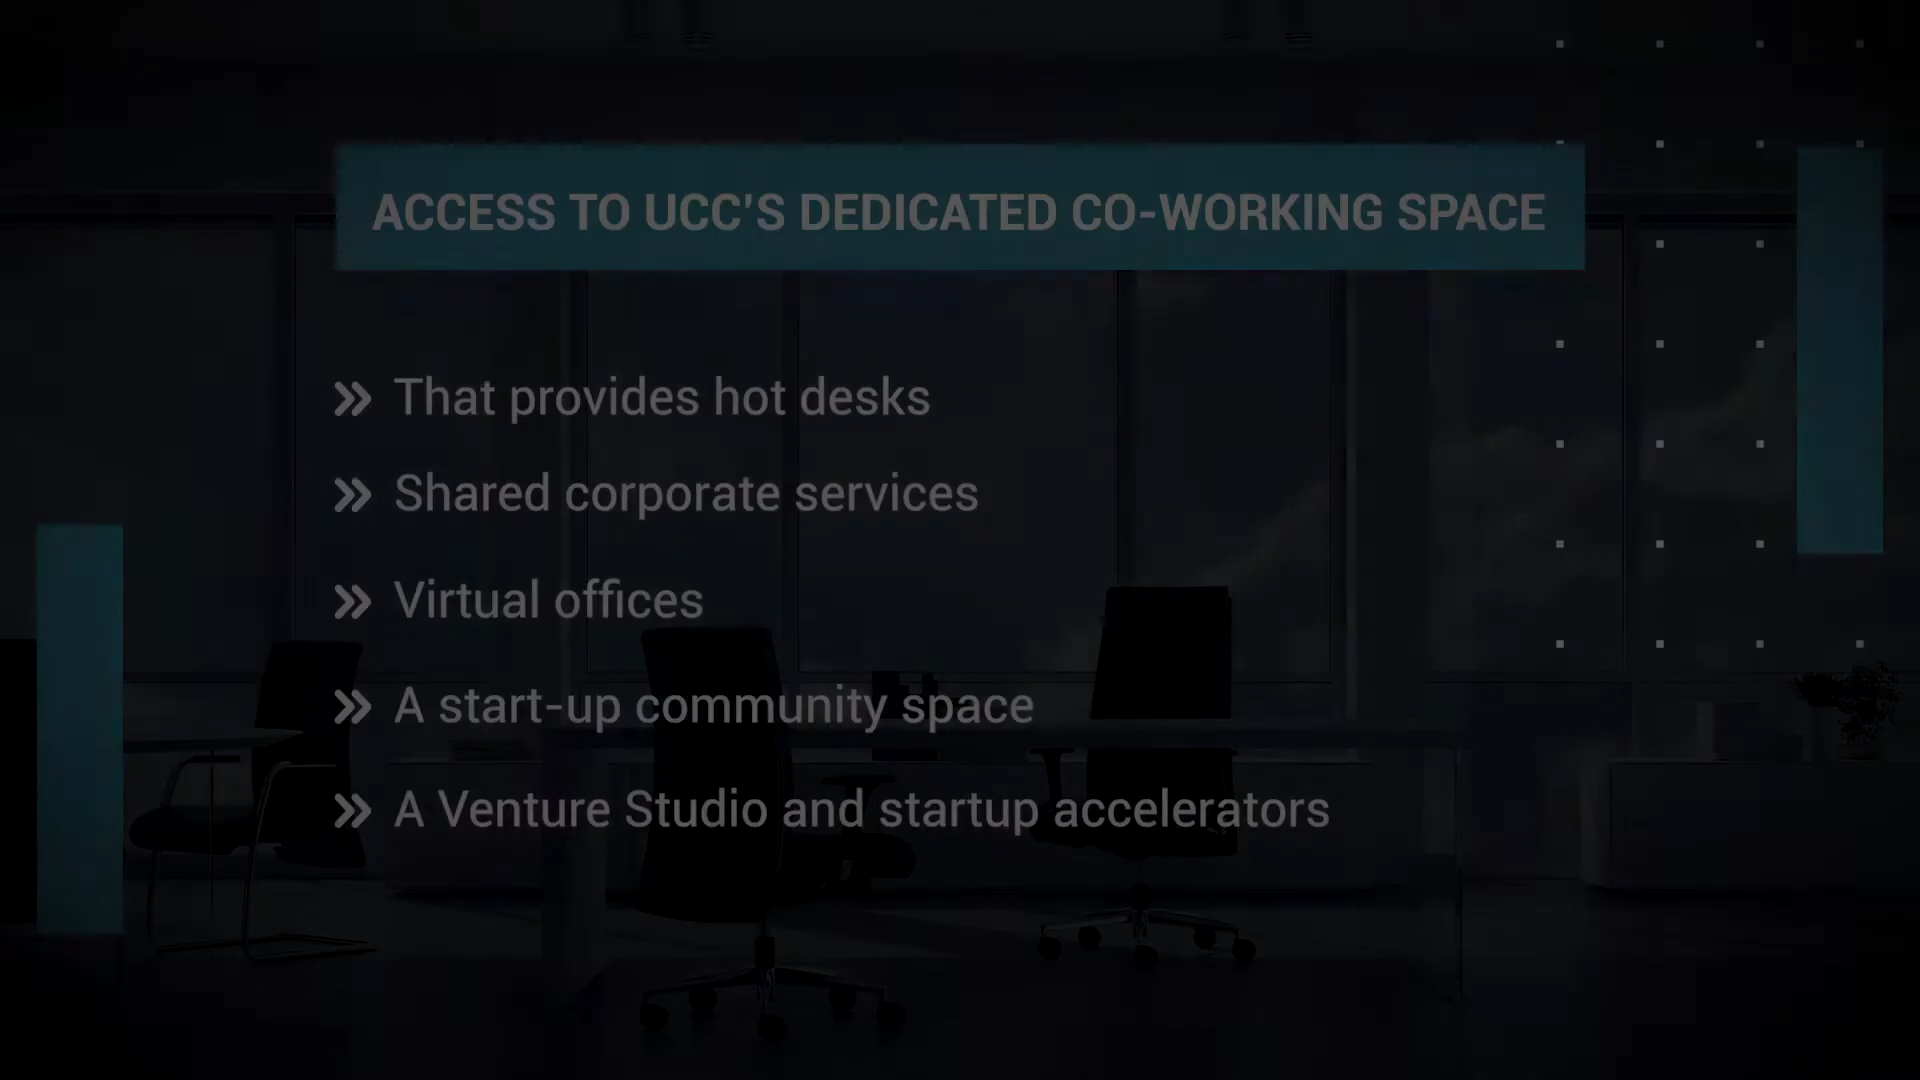 ACCESS TO UCC'S DEDICATED CO-WORKING SPACE
That provides hot desks
Shared corporate services
Virtual offices
A start-up community space
A Venture Studio and startup accelerators